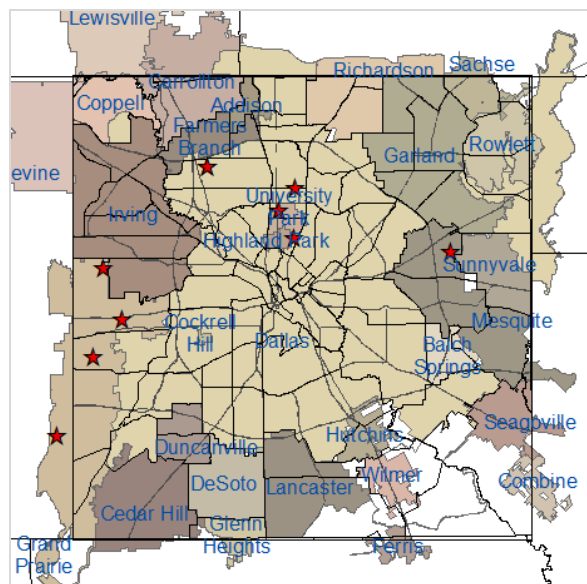 Lewisville
Carrollton
Richardson
Sachse
Coppell
Addison
Farmers
Branch
Garland
Rowlett
evine
Irving
University
Park
Highland Park
Sunnyvale
Cockrell
Hill
Dallas
Mesquite
Balch
Springs
Seagoville
Duncanville
Hutchins
DeSoto
Lancaster
Wilmer
Combine
Cedar Hill
Glenn
Heights
Ferris
Grand
Prairie